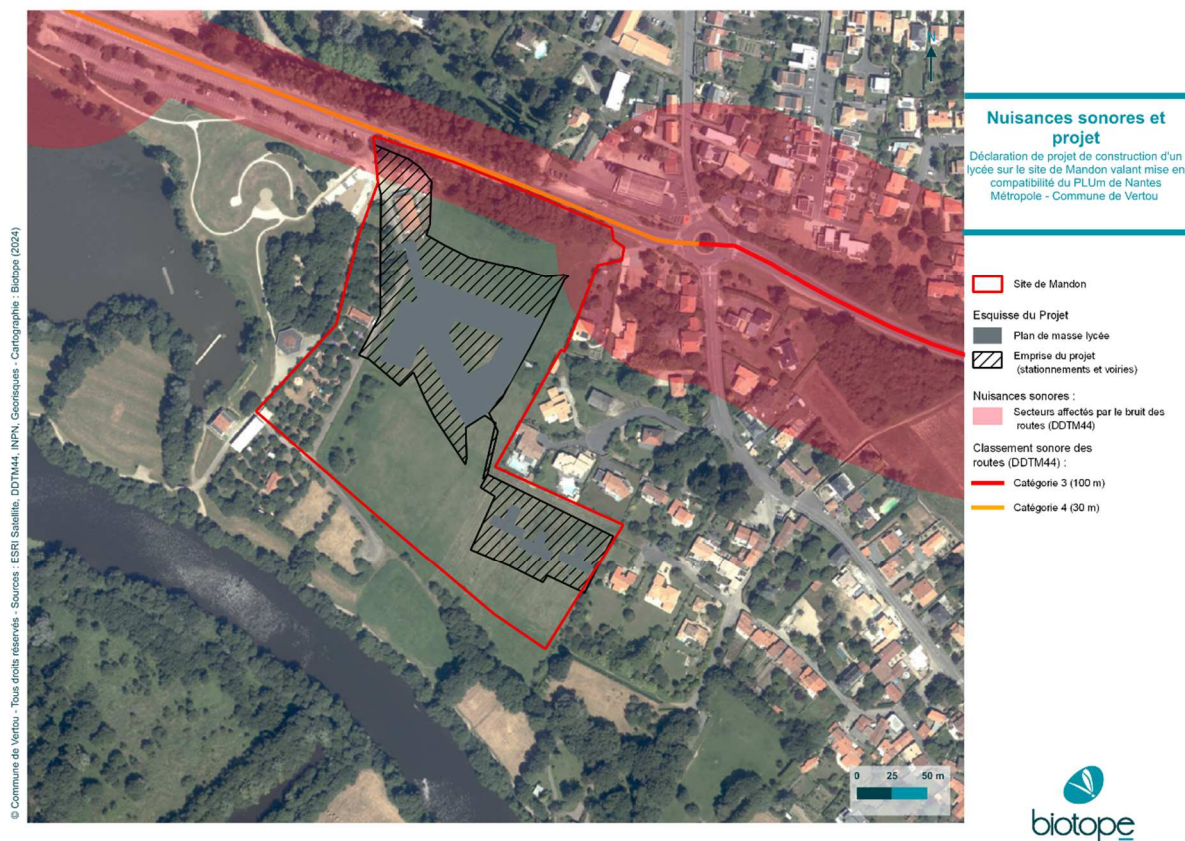 N
Nuisances sonores et
projet
Déclaration de projet de construction d'un
lycée sur le site de Mandon valant mise en
compatibilité du PLUm de Nantes
Métropole - Commune de Vertou
Site de Mandon
Esquisse du Projet
Plan de masse lycée
Emprise du projet
(stationnements et voiries)
Nuisances sonores :
Secteurs affectés par le bruit des
routes (DDTM44)
Classement sonore des
routes (DDTM44) :
Catégorie 3 (100 m)
Catégorie 4 (30 m)
0 25 50 m
biotope
© Commune de Vertou - Tous droits réservés - Sources : ESRI Satellite, DDTM44, INPN, Georisques - Cartographie : Biotope (2024)